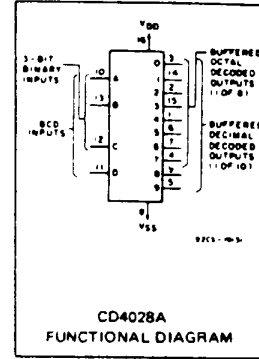 VDD
16
3-BIT
BINARY
INPUTS
BCD
INPUTS
10 A
13 B
12 C
11 D
0 3
1 14
2 2
3 15
4 1
5 6
6 7
7 4
8 9
9 5
BUFFERED
OCTAL
DECODED
OUTPUTS
(1 OF 8)
BUFFERED
DECIMAL
DECODED
OUTPUTS
(1 OF 10)
8
VSS
CD4028A
FUNCTIONAL DIAGRAM